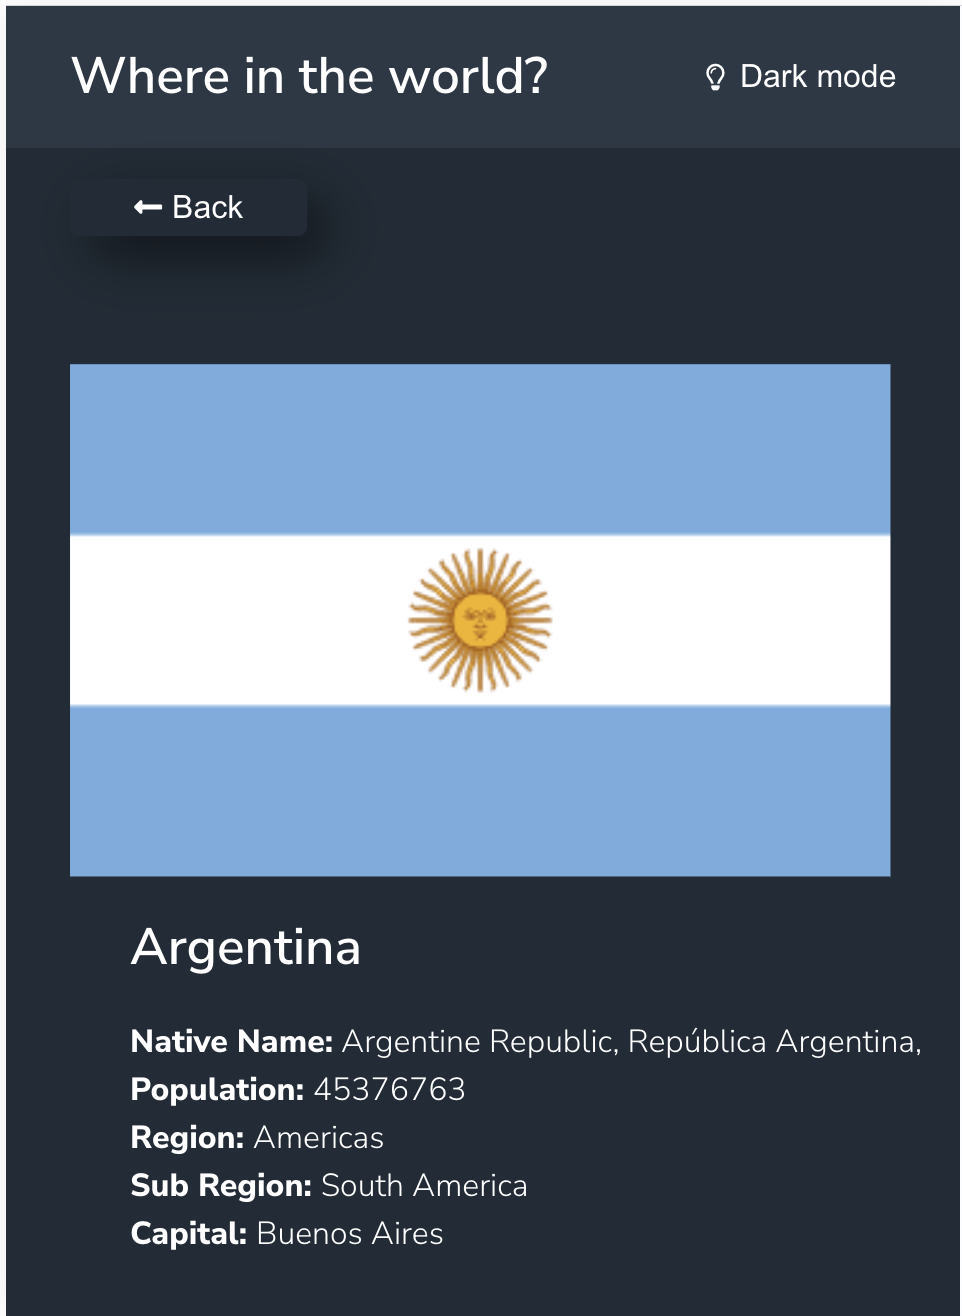 Where in the world?
Dark mode
Back
Argentina
Native Name: Argentine Republic, República Argentina,
Population: 45376763
Region: Americas
Sub Region: South America
Capital: Buenos Aires